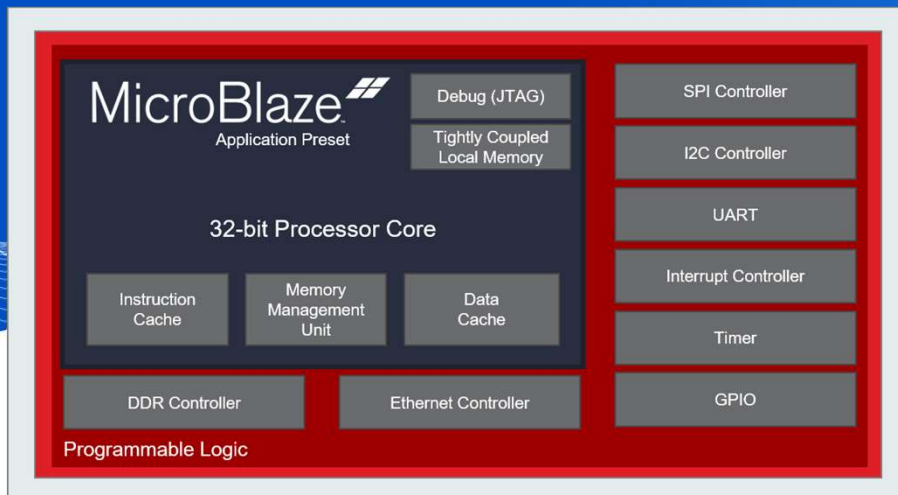 MicroBlaze™
Application Preset
Debug (JTAG)
Tightly Coupled
Local Memory
32-bit Processor Core
Instruction
Cache
Memory
Management
Unit
Data
Cache
DDR Controller
Ethernet Controller
Programmable Logic
SPI Controller
I2C Controller
UART
Interrupt Controller
Timer
GPIO